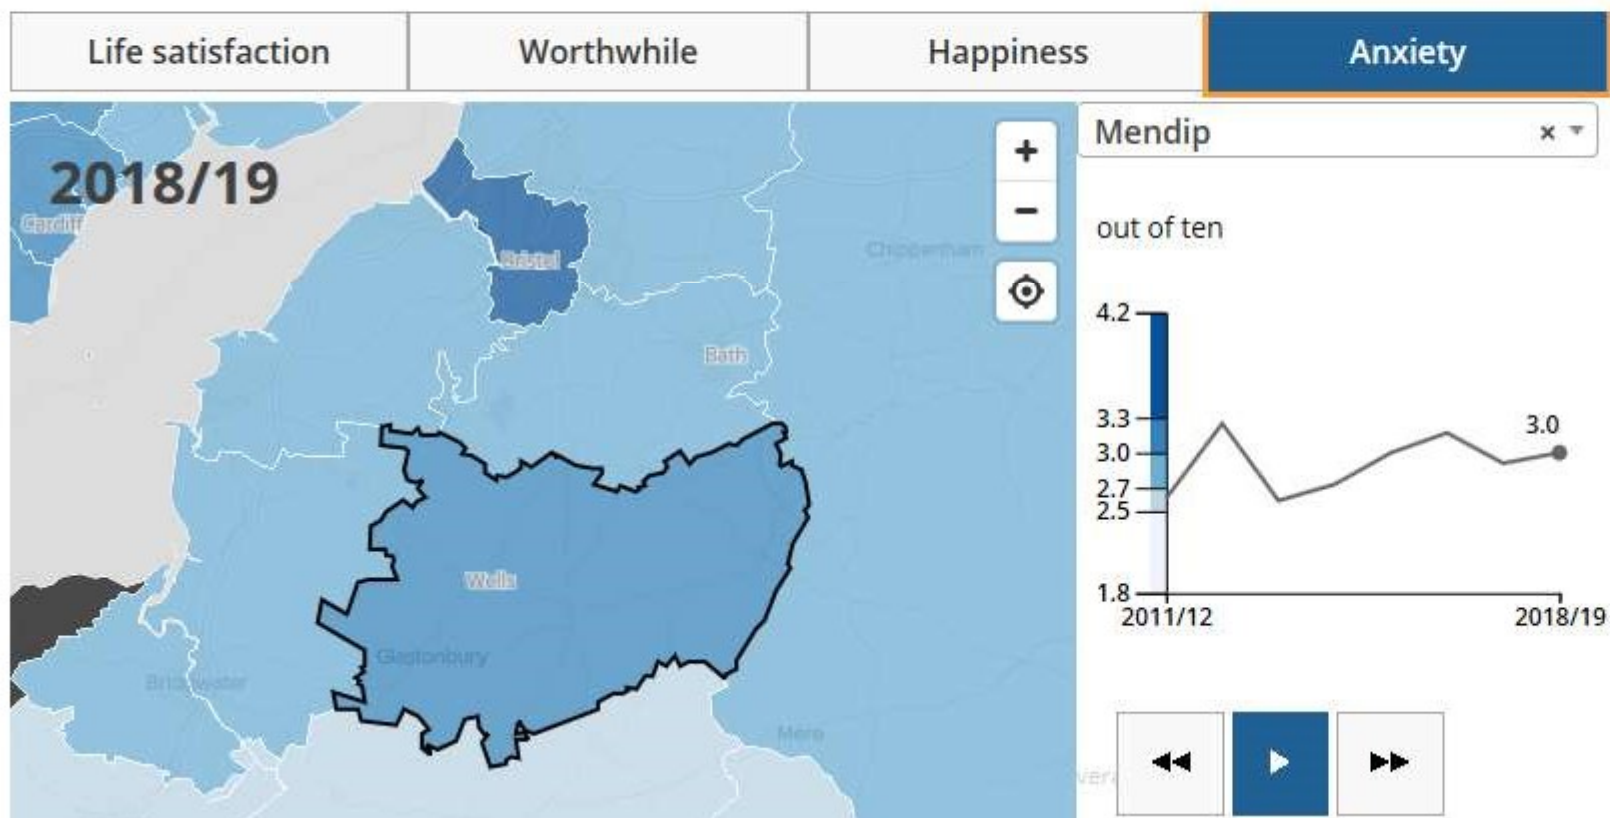 Life satisfaction
Worthwhile
Happiness
Anxiety
2018/19
Cardiff
Bristol
Chippenham
Bath
Wells
Glastonbury
Bridgwater
Mere
+
−
Mendip
×
out of ten
4.2
3.3
3.0
2.7
2.5
1.8
3.0
2011/12
2018/19